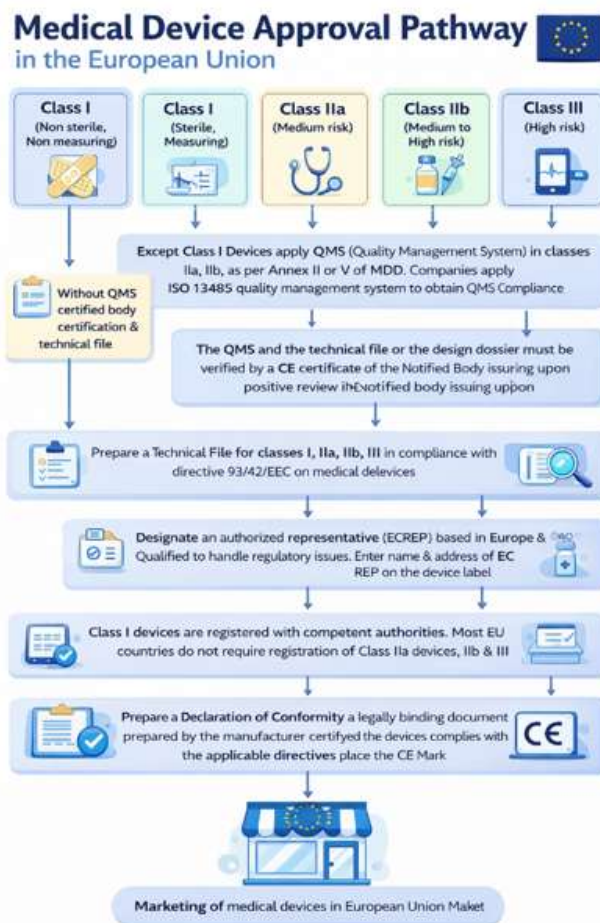 Medical Device Approval Pathway
in the European Union
Class I
(Non sterile,
Non measuring)
Class I
(Sterile,
Measuring)
Class IIa
(Medium risk)
Class IIb
(Medium to
High risk)
Class III
(High risk)
Except Class I Devices apply QMS (Quality Management System) in classes
IIa, IIb, as per Annex II or V of MDD. Companies apply
ISO 13485 quality management system to obtain QMS Compliance
Without QMS
certified body
certification &
technical file
The QMS and the technical file or the design dossier must be
verified by a CE certificate of the Notified Body issuring upon
positive review body issuing upon
Prepare a Technical File for classes I, IIa, IIb, III in compliance with
directive 93/42/EEC on medical delevices
Designate an authorized representative (ECREP) based in Europe &
Qualified to handle regulatory issues. Enter name & address of EC
REP on the device label
Class I devices are registered with competent authorities. Most EU
countries do not require registration of Class IIa devices, IIb & III
Prepare a Declaration of Conformity a legally binding document
prepared by the manufacturer certifyed the devices complies with
the applicable directives place the CE Mark
CE
Marketing of medical devices in European Union Maket